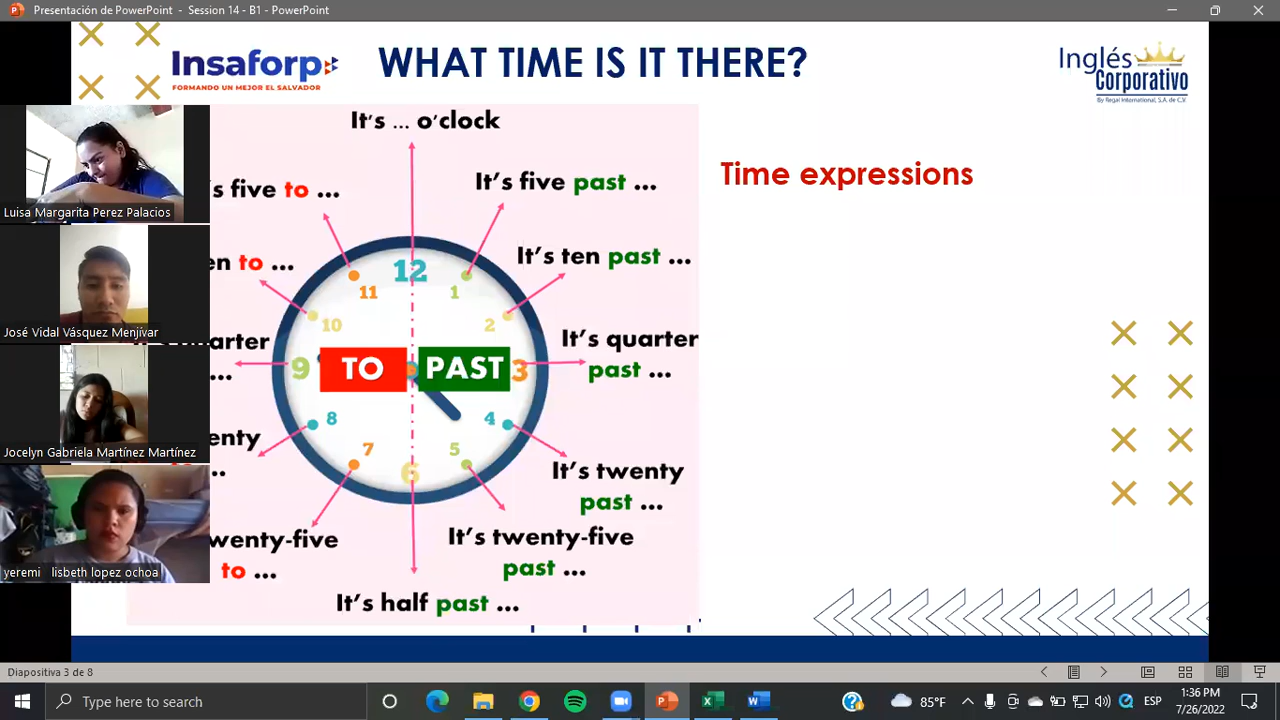 Presentación de PowerPoint - Session 14 - B1 - PowerPoint
Insaforp
FORMANDO UN MEJOR EL SALVADOR
WHAT TIME IS IT THERE?
Inglés
Corporativo
By Regal International, S.A. de C.V.
It's ... o'clock
's five to ...
It's five past ...
Time expressions
en to ...
It's ten past ...
It's quarter
past ...
arter
...
enty
...
It's twenty
past ...
wenty-five
to ...
It's twenty-five
past ...
It's half past ...
12
11
1
10
2
9
TO
PAST
3
8
4
7
5
6
Luisa Margarita Perez Palacios
José Vidal Vásquez Menjívar
Jocelyn Gabriela Martínez Martínez
yeremi lisbeth lopez ochoa
Diapositiva 3 de 8
Type here to search
85°F
ESP
1:36 PM
7/26/2022